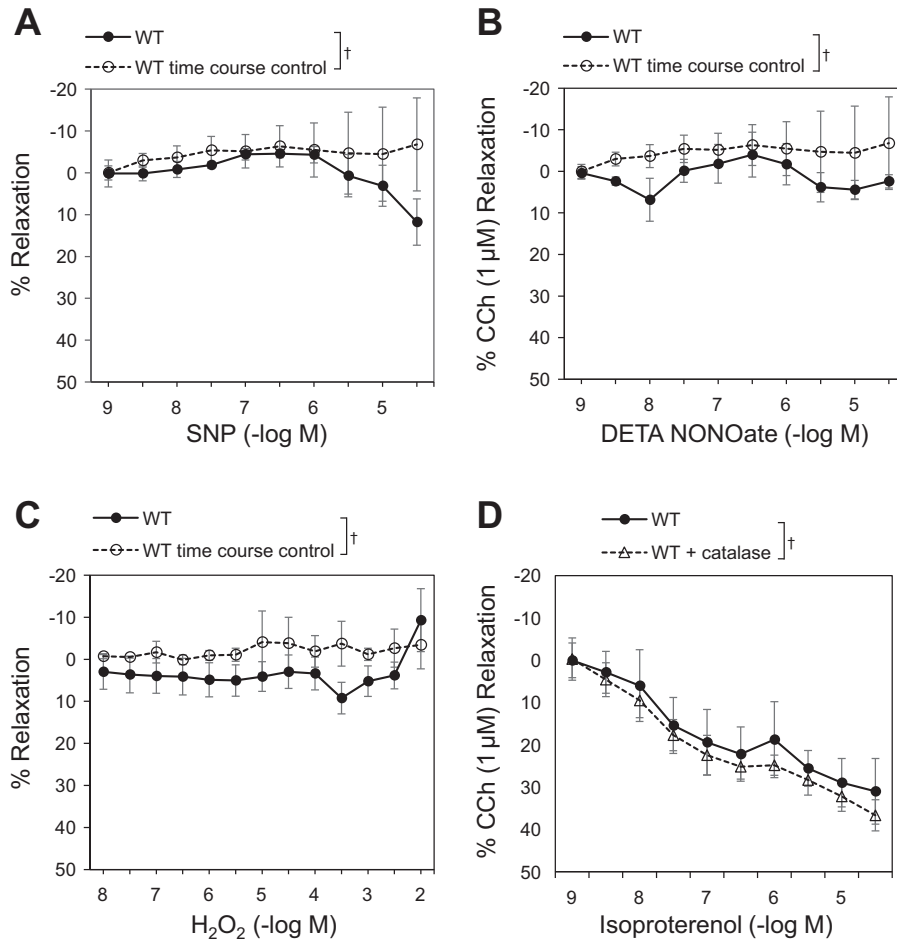 A
WT
WT time course control
†
-20
-10
0
10
20
30
40
50
% Relaxation
9 8 7 6 5
SNP (-log M)
B
WT
WT time course control
†
-20
-10
0
10
20
30
40
50
% CCh (1 µM) Relaxation
9 8 7 6 5
DETA NONOate (-log M)
C
WT
WT time course control
†
-20
-10
0
10
20
30
40
50
% Relaxation
8 7 6 5 4 3 2
H₂O₂ (-log M)
D
WT
WT + catalase
†
-20
-10
0
10
20
30
40
50
% CCh (1 µM) Relaxation
9 8 7 6 5
Isoproterenol (-log M)